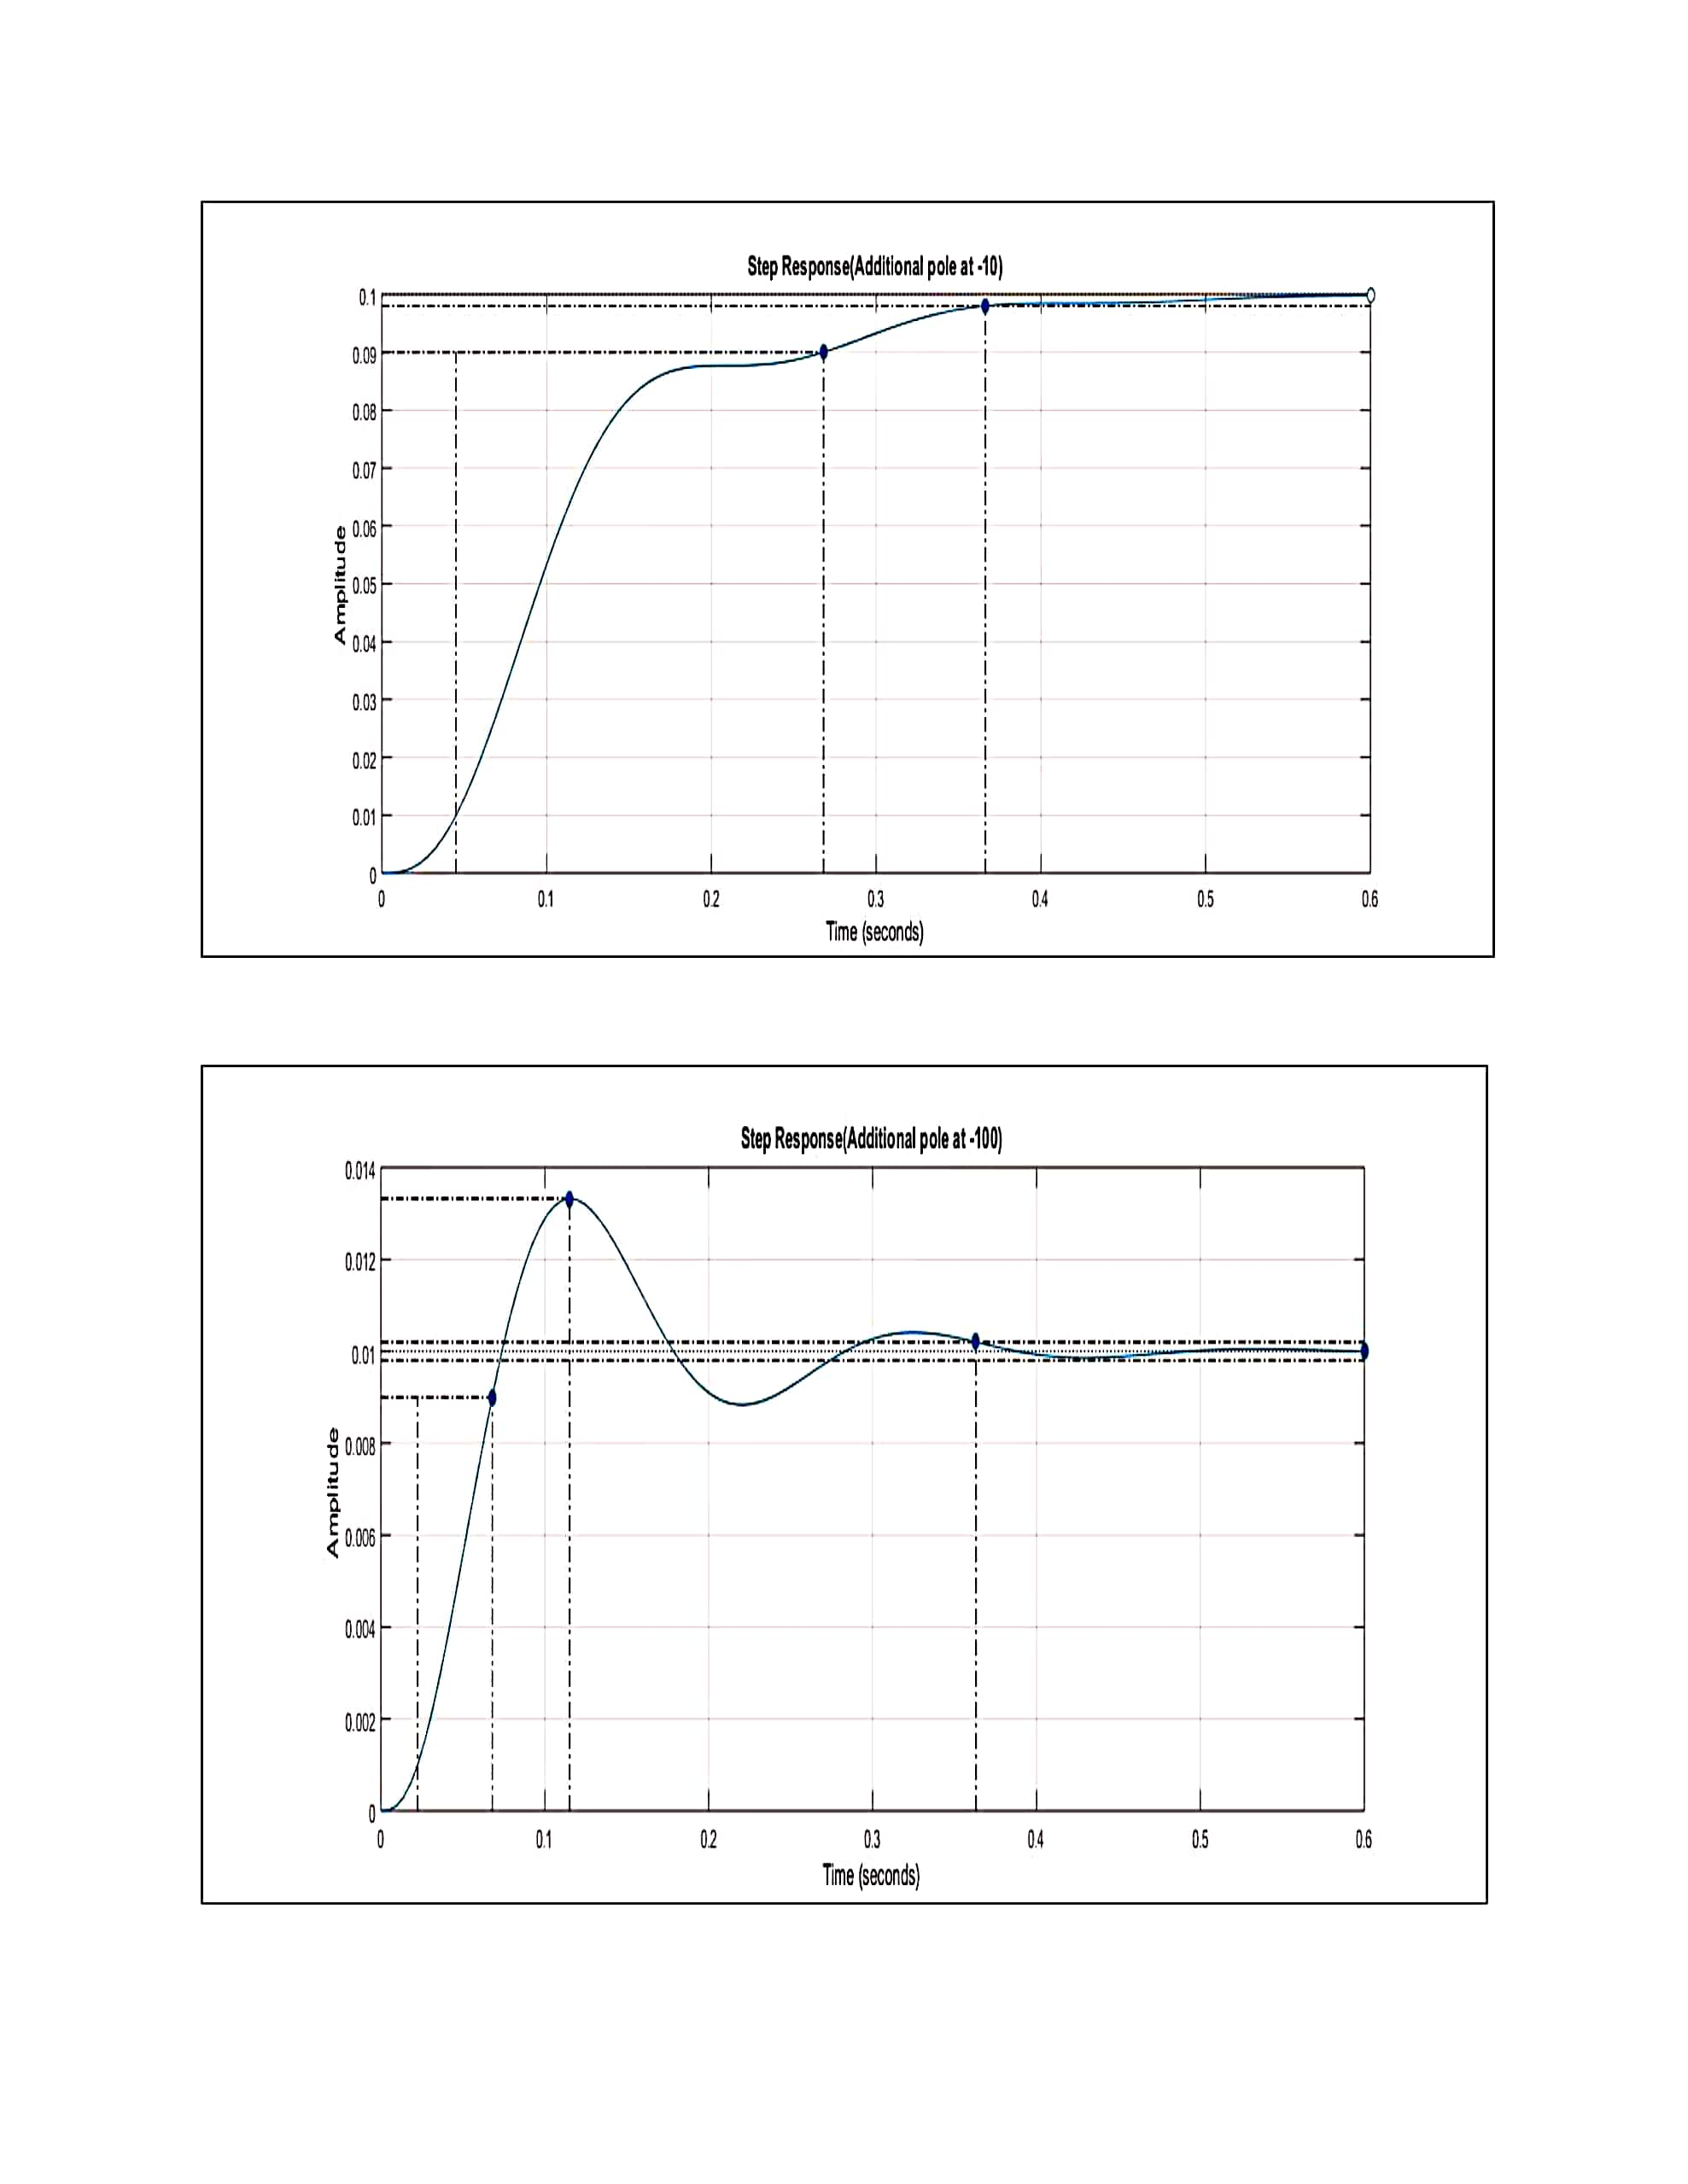 Step Response(Additional pole at -10)
0.1
0.09
0.08
0.07
0.06
0.05
0.04
0.03
0.02
0.01
0
Amplitude
0 0.1 0.2 0.3 0.4 0.5 0.6
Time (seconds)
Step Response(Additional pole at -100)
0.014
0.012
0.01
0.008
0.006
0.004
0.002
0
Amplitude
0 0.1 0.2 0.3 0.4 0.5 0.6
Time (seconds)